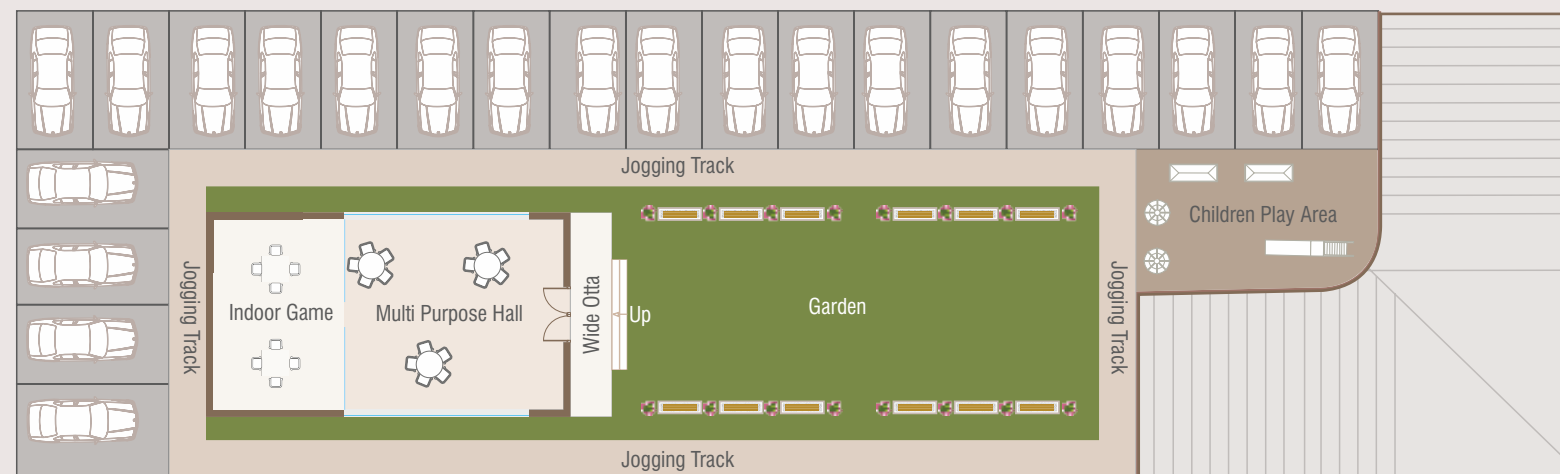 Jogging Track
Children Play Area
Jogging Track
Indoor Game
Multi Purpose Hall
Wide Otta
Up
Garden
Jogging Track
Jogging Track